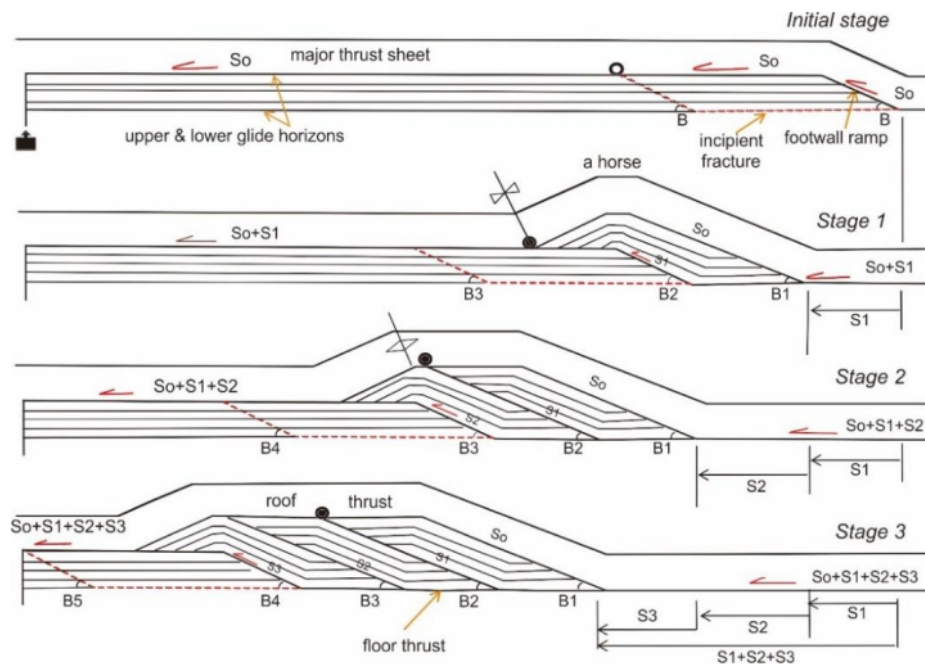 Initial stage
So major thrust sheet So So
B B
upper & lower glide horizons incipient fracture footwall ramp
a horse
Stage 1
So
So+S1 S1 So+S1
B3 B2 B1
S1
Stage 2
So
So+S1+S2 S1 So+S1+S2
S2
B4 B3 B2 B1
S2 S1
roof thrust
Stage 3
So
So+S1+S2+S3 S3 S2 S1 So+S1+S2+S3
B5 B4 B3 B2 B1
S3 S2 S1
floor thrust
S1+S2+S3